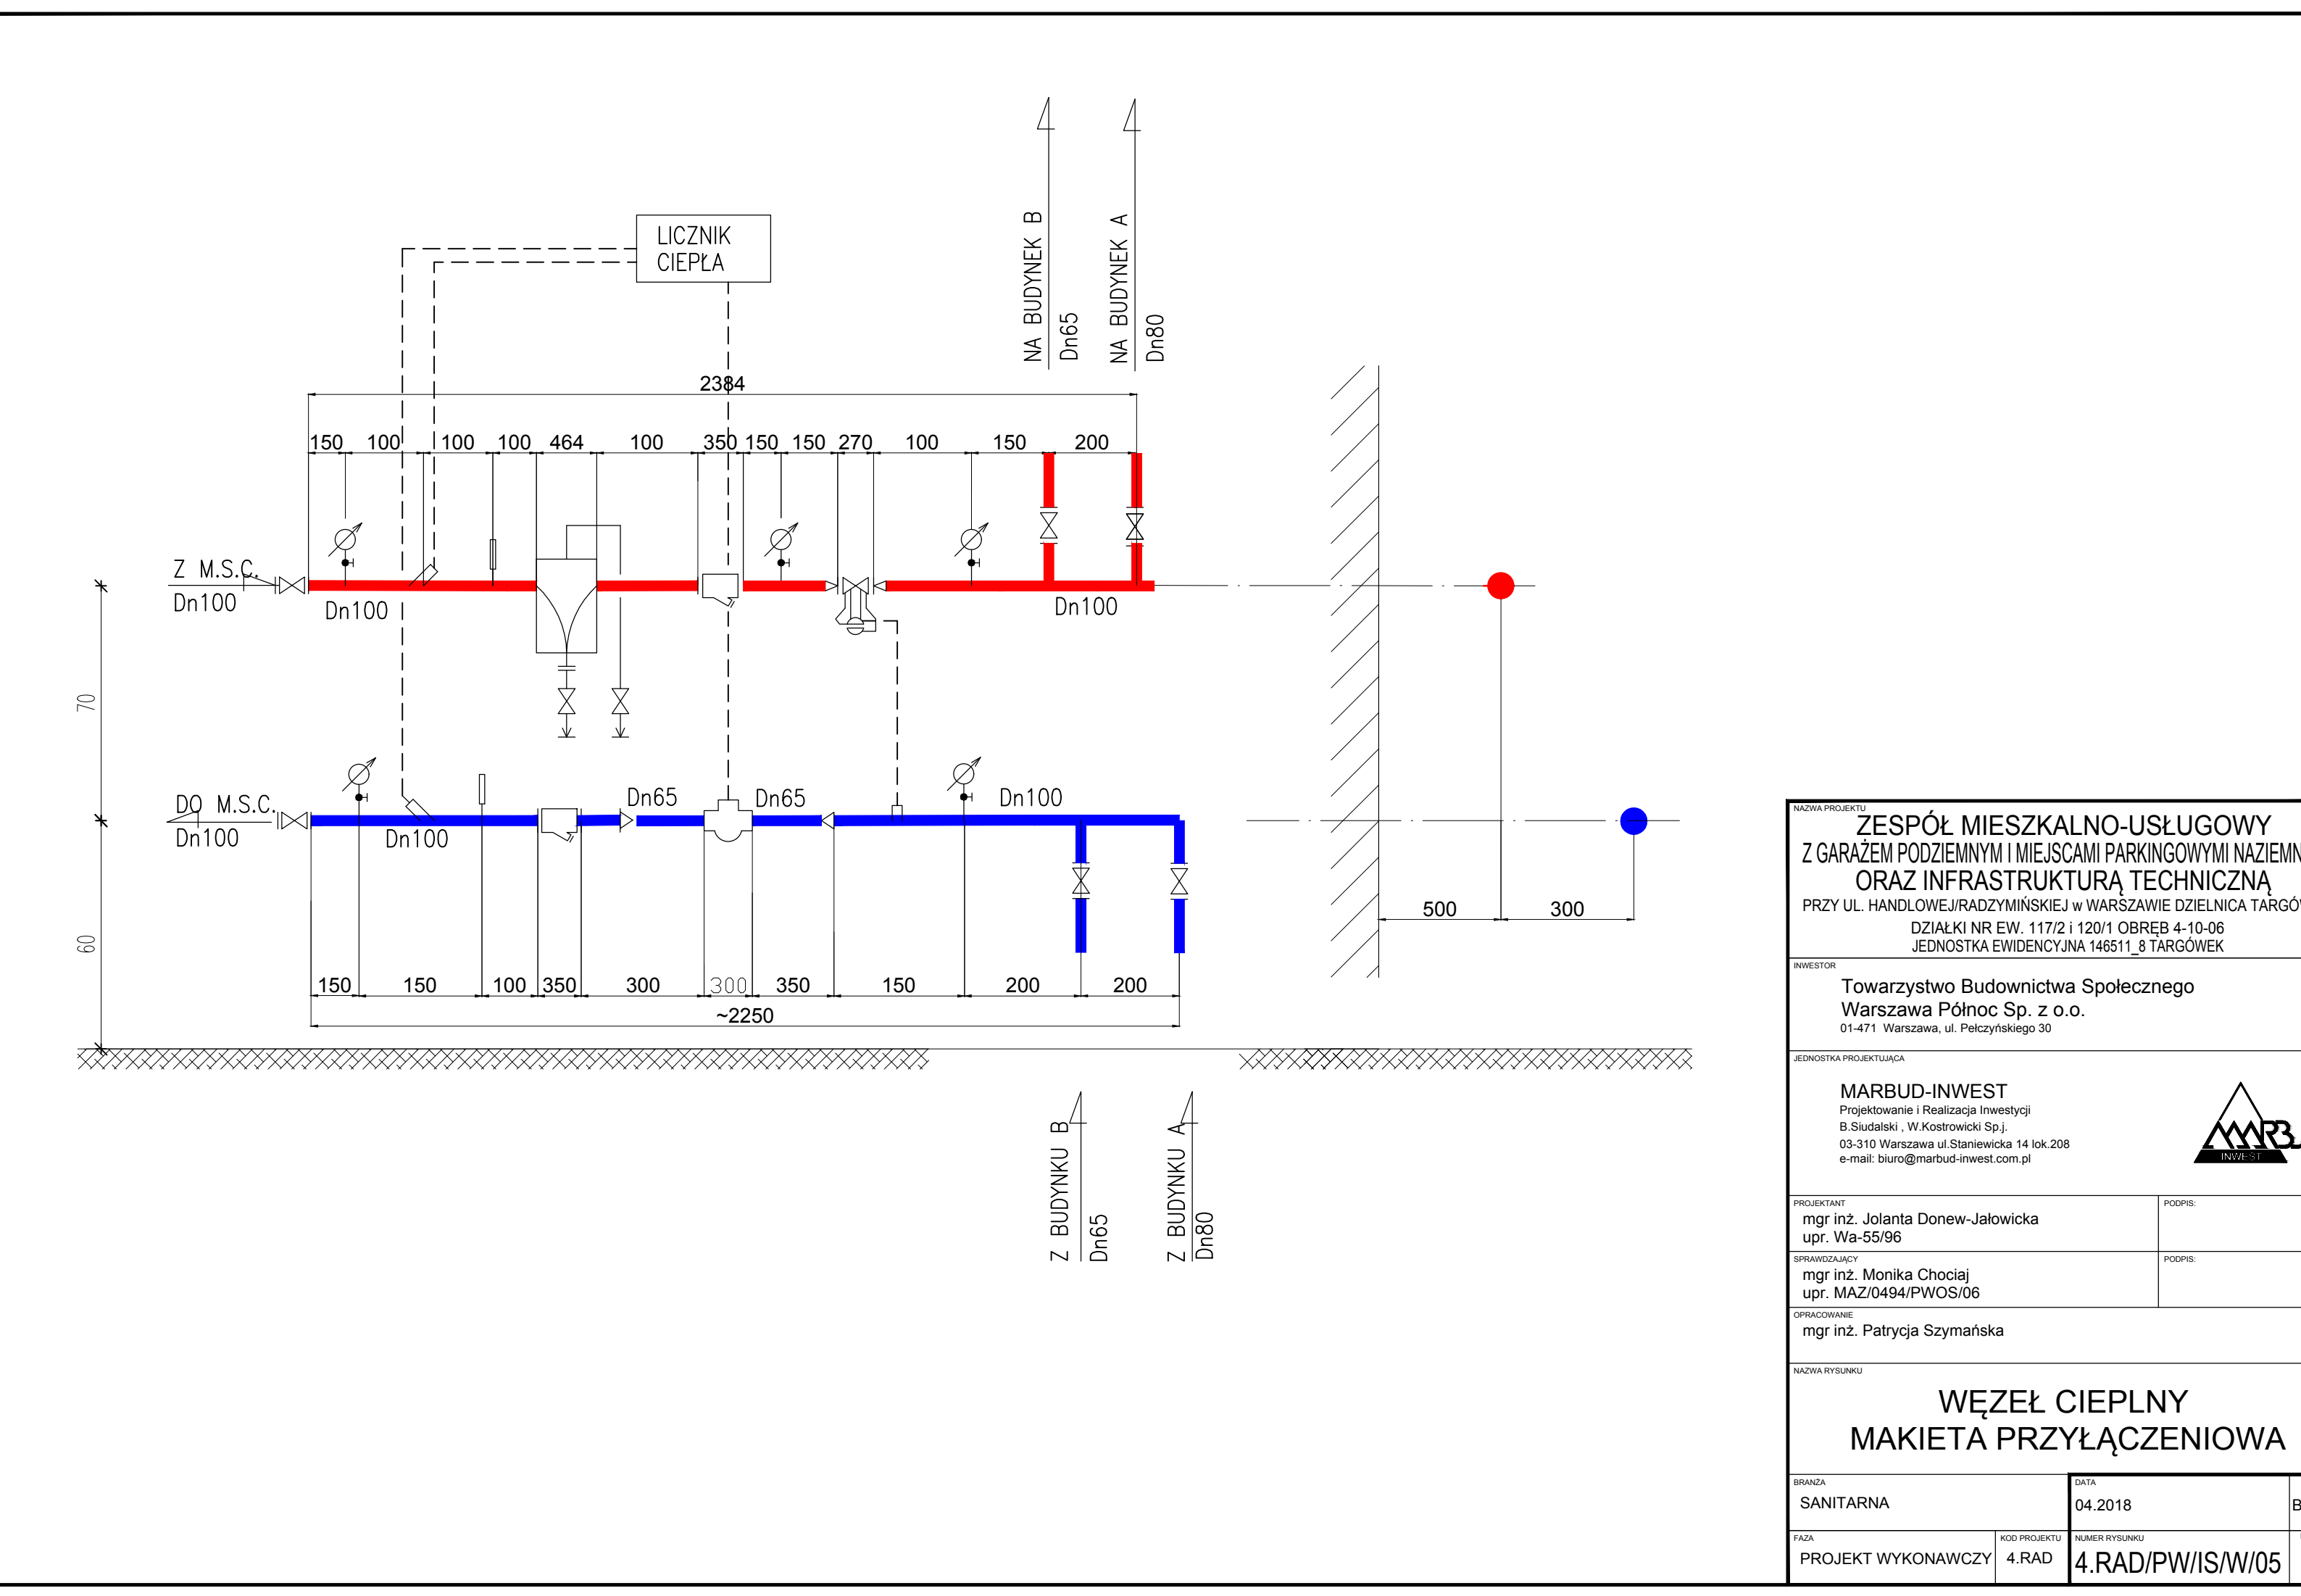 NA BUDYNEK B
Dn65
NA BUDYNEK A
Dn80
LICZNIK
CIEPŁA
2384
150 100 100 100 464 100 350 150 150 270 100 150 200
Z M.S.C.
Dn100
Dn100
Dn100
70
DO M.S.C.
Dn100
Dn100
Dn65
Dn65
Dn100
60
500 300
150 150 100 350 300 300 350 150 200 200
~2250
Z BUDYNKU B
Dn65
Z BUDYNKU A
Dn80
NAZWA PROJEKTU
ZESPÓŁ MIESZKALNO-USŁUGOWY
Z GARAŻEM PODZIEMNYM I MIEJSCAMI PARKINGOWYMI
ORAZ INFRASTRUKTURĄ TECHNICZNĄ
PRZY UL. HANDLOWEJ/RADZYMIŃSKIEJ w WARSZAWIE DZIELNICA
DZIAŁKI NR EW. 117/2 i 120/1 OBRĘB 4-10-06
JEDNOSTKA EWIDENCYJNA 146511_8 TARGÓWEK
INWESTOR
Towarzystwo Budownictwa Społecznego
Warszawa Północ Sp. z o.o.
01-471 Warszawa, ul. Pełczyńskiego 30
JEDNOSTKA PROJEKTUJĄCA
MARBUD-INWEST
Projektowanie i Realizacja Inwestycji
B.Siudalski , W.Kostrowicki Sp.j.
03-310 Warszawa ul.Staniewicka 14 lok.208
e-mail: biuro@marbud-inwest.com.pl
INWEST
PROJEKTANT
mgr inż. Jolanta Donew-Jałowicka
upr. Wa-55/96
PODPIS:
SPRAWDZAJĄCY
mgr inż. Monika Chociaj
upr. MAZ/0494/PWOS/06
PODPIS:
OPRACOWANIE
mgr inż. Patrycja Szymańska
NAZWA RYSUNKU
WĘZEŁ CIEPLNY
MAKIETA PRZYŁĄCZENIOWA
BRANŻA
SANITARNA
DATA
04.2018
FAZA
PROJEKT WYKONAWCZY
KOD PROJEKTU
4.RAD
NUMER RYSUNKU
4.RAD/PW/IS/W/05